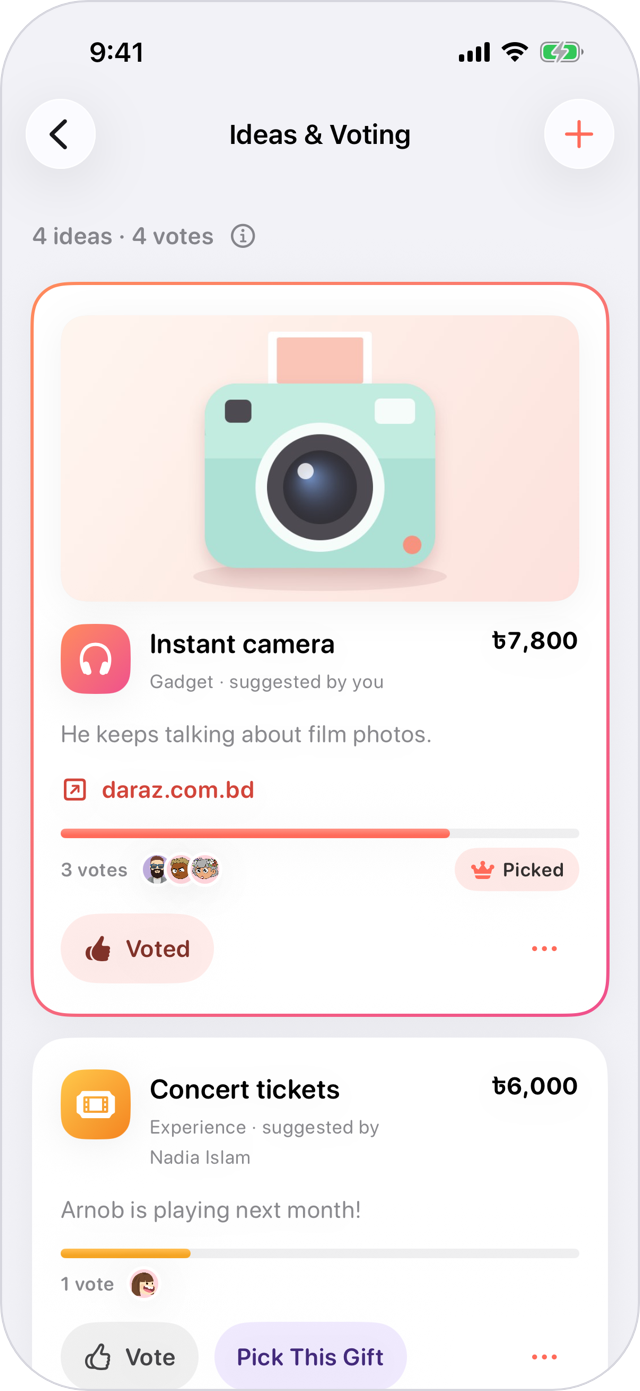 9:41
Ideas & Voting
4 ideas · 4 votes
Instant camera
৳7,800
Gadget · suggested by you
He keeps talking about film photos.
daraz.com.bd
3 votes
Picked
Voted
Concert tickets
৳6,000
Experience · suggested by
Nadia Islam
Arnob is playing next month!
1 vote
Vote
Pick This Gift